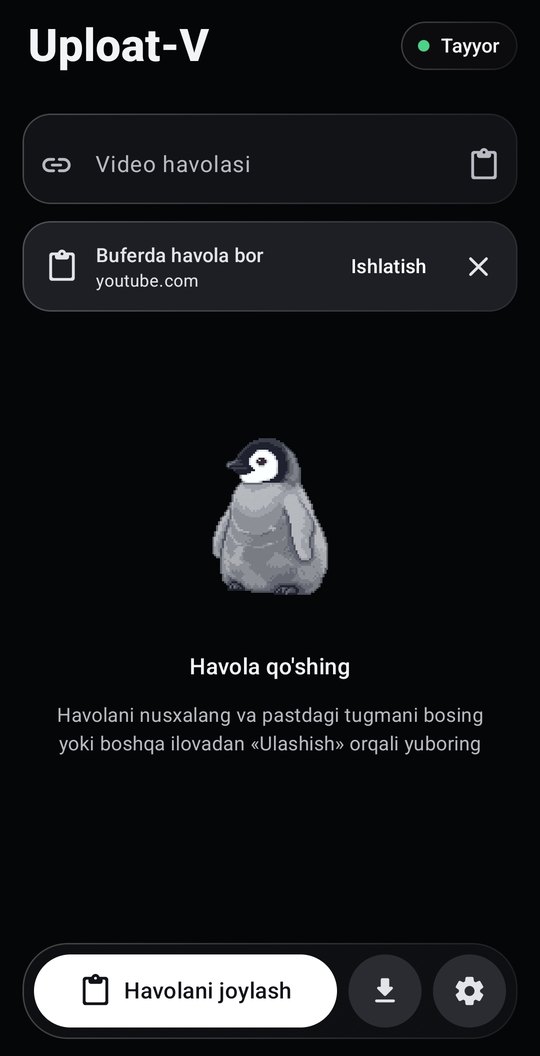 Uploat-V
Tayyor
Video havolasi
Buferda havola bor
youtube.com
Ishlatish
Havola qo'shing
Havolani nusxalang va pastdagi tugmani bosing
yoki boshqa ilovadan «Ulashish» orqali yuboring
Havolani joylash